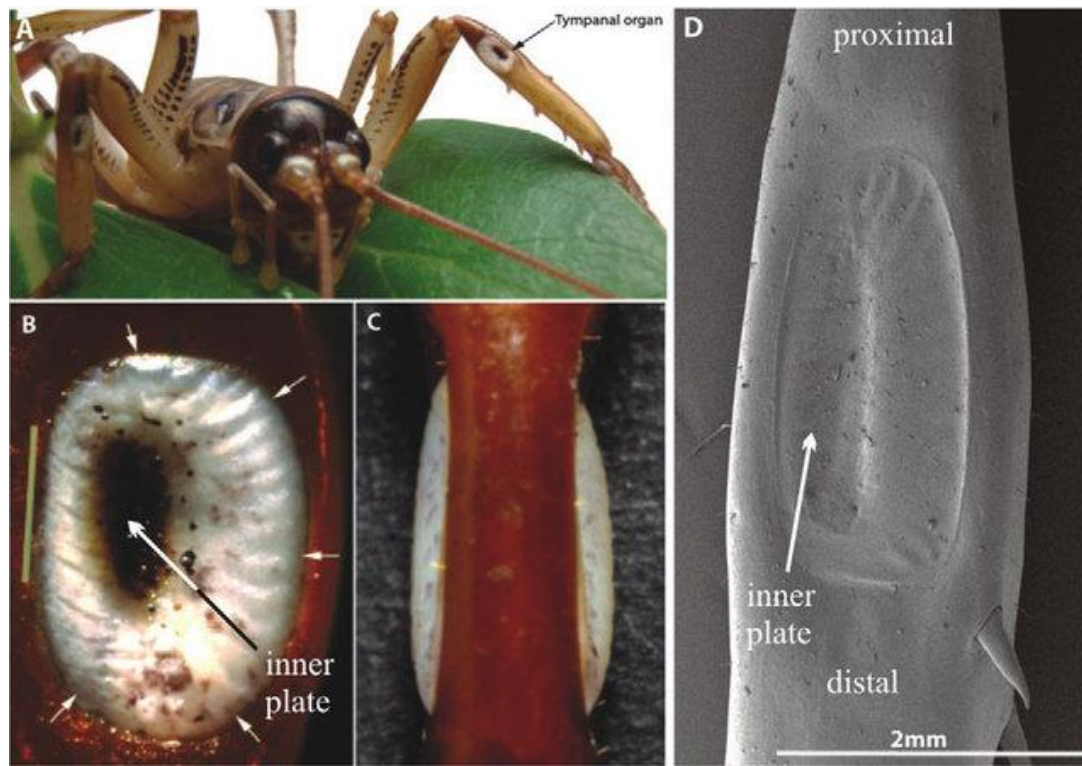 A
Tympanal organ
B
inner
plate
C
D
proximal
inner
plate
distal
2mm